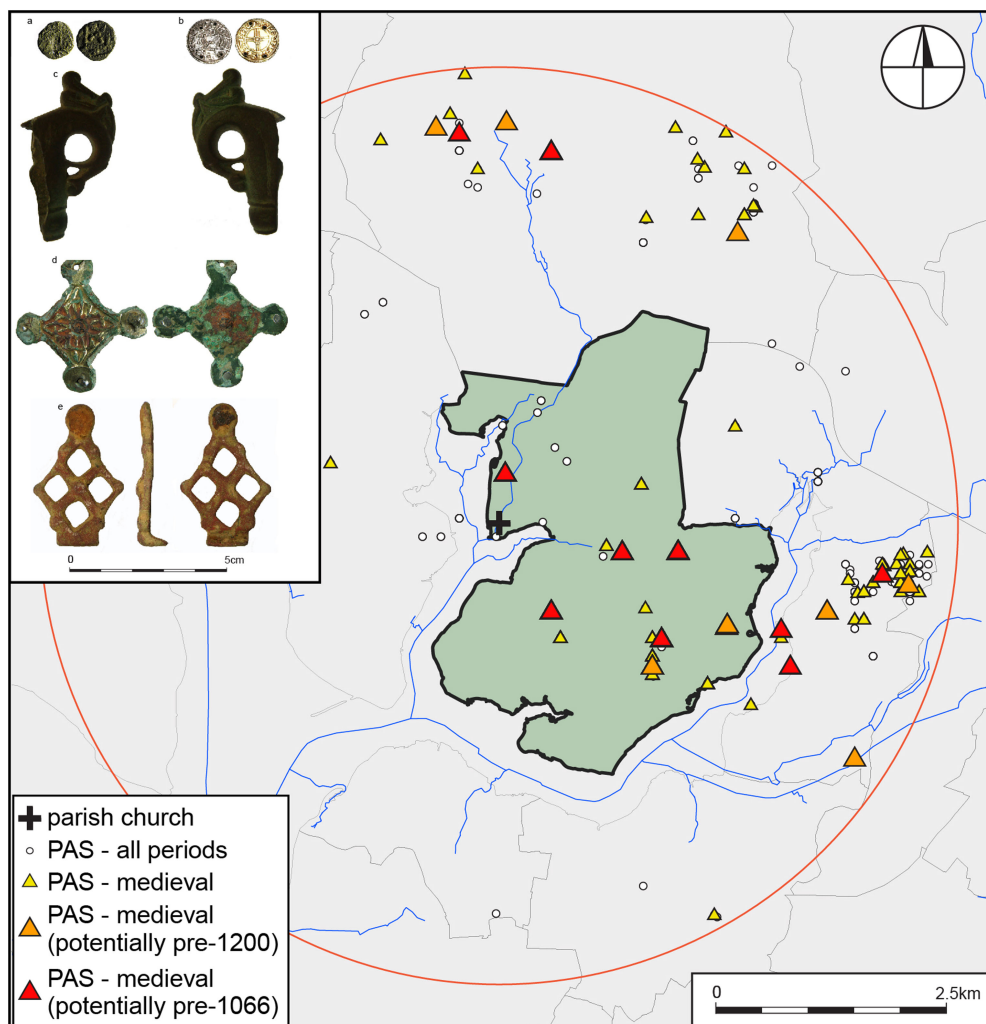 a
b
c
d
e
0 5cm
parish church
PAS - all periods
PAS - medieval
PAS - medieval
(potentially pre-1200)
PAS - medieval
(potentially pre-1066)
0 2.5km